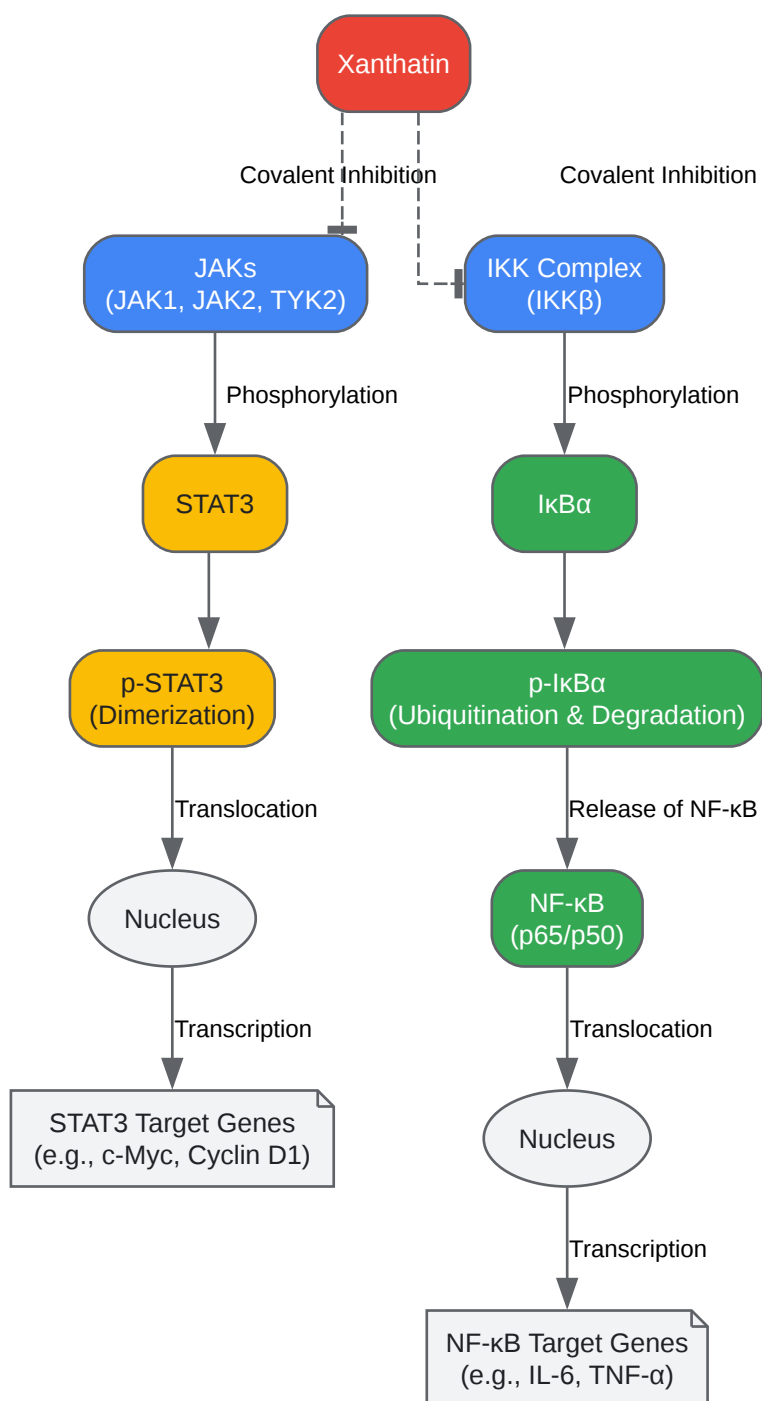 Xanthatin
Covalent Inhibition
Covalent Inhibition
JAKs
(JAK1, JAK2, TYK2)
IKK Complex
(IKKβ)
Phosphorylation
Phosphorylation
STAT3
IκBα
p-STAT3
(Dimerization)
p-IκBα
(Ubiquitination & Degradation)
Translocation
Release of NF-κB
Nucleus
NF-κB
(p65/p50)
Transcription
Translocation
STAT3 Target Genes
(e.g., c-Myc, Cyclin D1)
Nucleus
Transcription
NF-κB Target Genes
(e.g., IL-6, TNF-α)